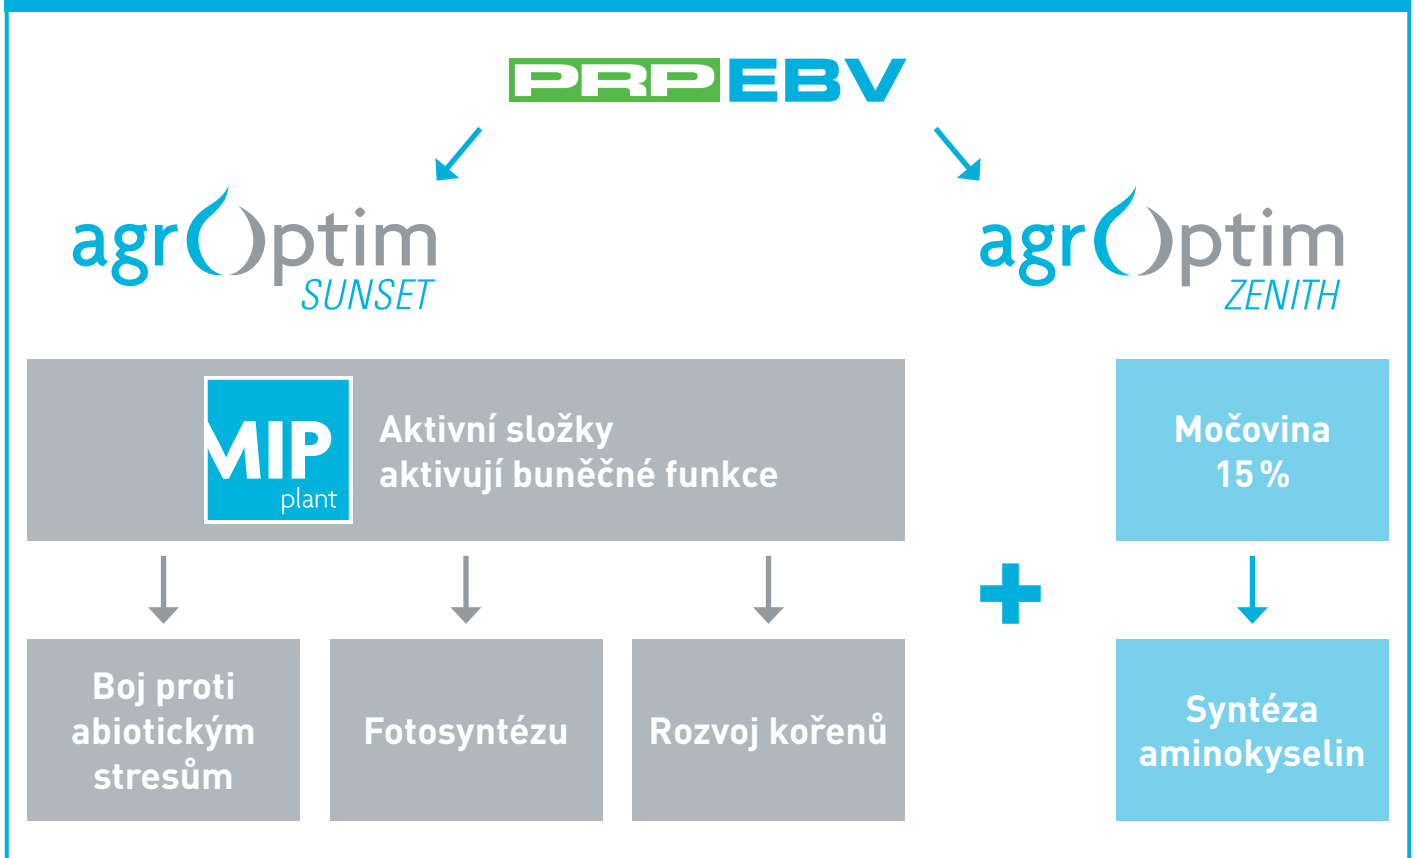 PRP EBV
agrOptim
SUNSET
agrOptim
ZENITH
MIP
plant
Aktivní složky
aktivují buněčné funkce
Močovina
15 %
+
Boj proti
abiotickým
stresům
Fotosyntézu
Rozvoj kořenů
Syntéza
aminokyselin